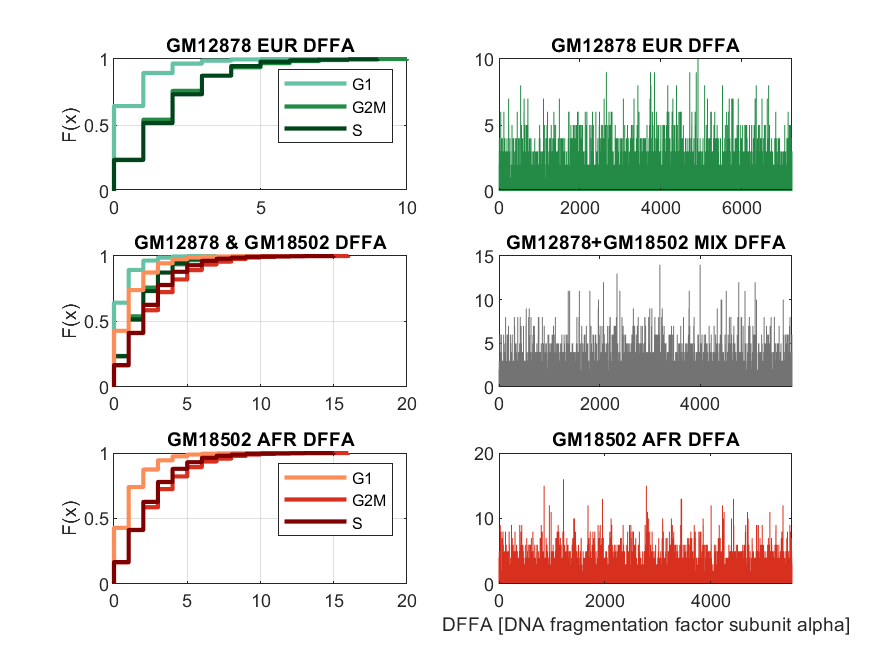 GM12878 EUR DFFA
1
0.5
0
F(x)
0 5 10
G1
G2M
S
GM12878 EUR DFFA
10
5
0
0 2000 4000 6000
GM12878 & GM18502 DFFA
1
0.5
0
F(x)
0 5 10 15 20
GM12878+GM18502 MIX DFFA
15
10
5
0
0 2000 4000
GM18502 AFR DFFA
1
0.5
0
F(x)
0 5 10 15 20
G1
G2M
S
GM18502 AFR DFFA
20
10
0
0 2000 4000
DFFA [DNA fragmentation factor subunit alpha]